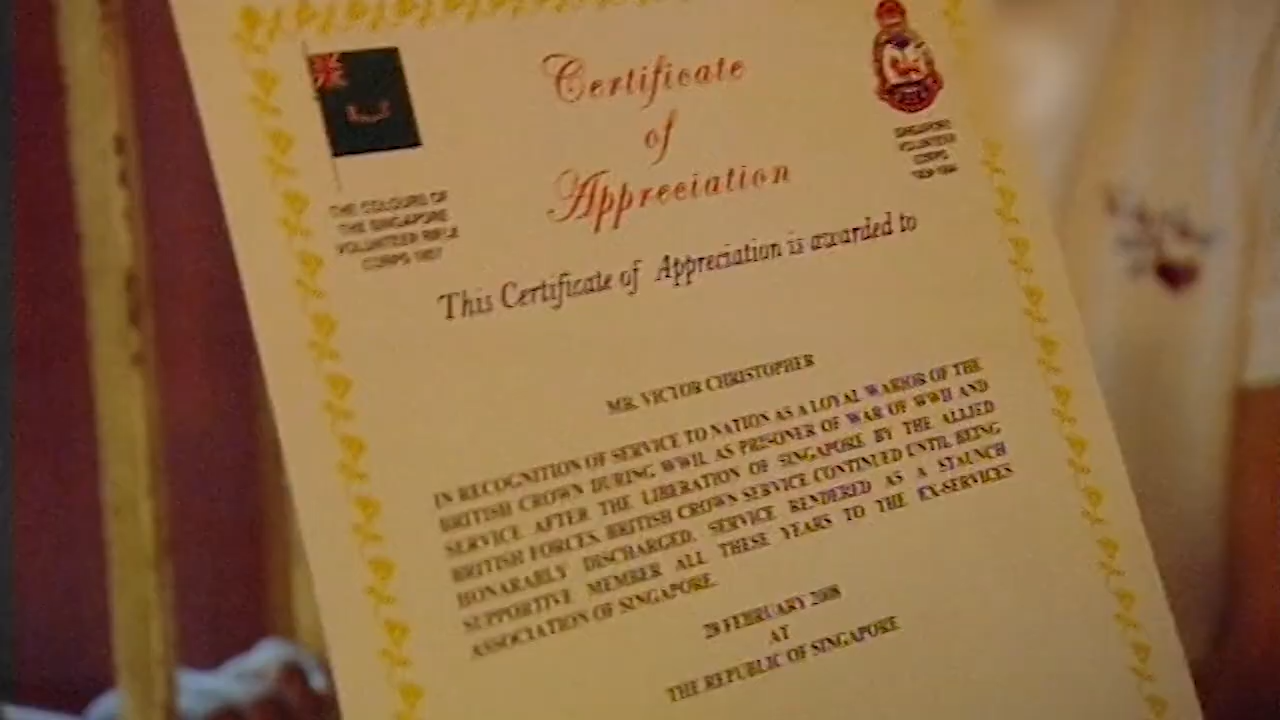 Certificate
of
Appreciation
THE COLOURS OF
THE SINGAPORE
VOLUNTEER RIFLE
CORPS 1857
SINGAPORE
VOLUNTEER
CORPS
This Certificate of Appreciation is awarded to
MR. VICTOR CHRISTOPHER
IN RECOGNITION OF SERVICE TO NATION AS A LOYAL WARIOR OF THE
BRITISH CROWN DURING WWII, AS PRISONER OF WAR OF WWII AND
SERVICE AFTER THE LIBERATION OF SINGAPORE BY THE ALLIED
BRITISH FORCES. BRITISH CROWN SERVICE CONTINUED UNTIL BEING
HONARABLY DISCHARGED. SERVICE RENDERED AS A STAUNCH
SUPPORTIVE MEMBER ALL THESE YEARS TO THE EX-SERVICES
ASSOCIATION OF SINGAPORE.
28 FEBRUARY 2008
AT
THE REPUBLIC OF SINGAPORE